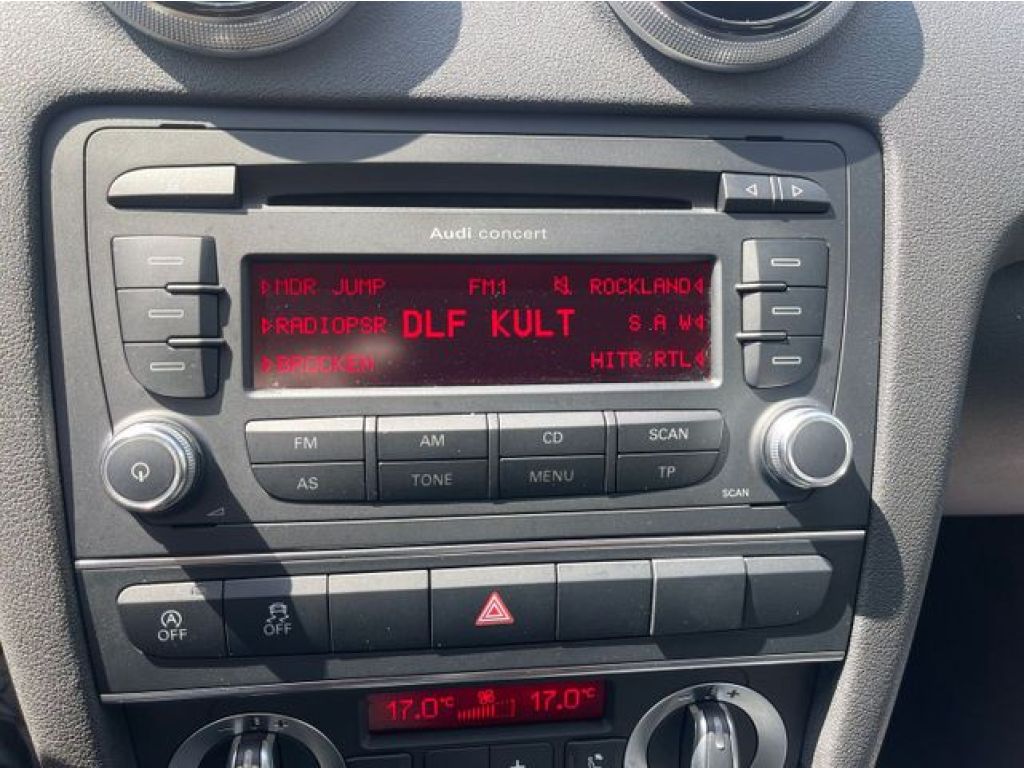 Audi concert
MDR JUMP FM1 ROCKLAND
RADIOPSR DLF KULT S A W
BROCKEN HITR.RTL
FM AM CD SCAN
AS TONE MENU TP
SCAN
A OFF OFF
17.0°C 17.0°C